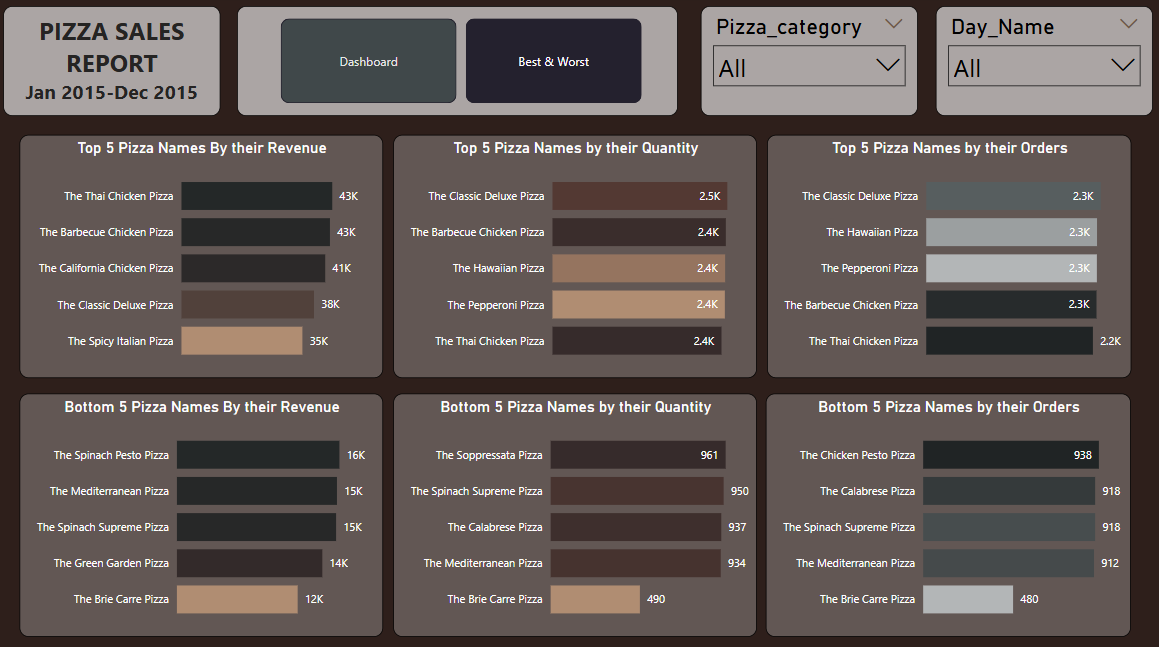 PIZZA SALES
REPORT
Jan 2015-Dec 2015
Dashboard
Best & Worst
Pizza_category
All
Day_Name
All
Top 5 Pizza Names By their Revenue
The Thai Chicken Pizza 43K
The Barbecue Chicken Pizza 43K
The California Chicken Pizza 41K
The Classic Deluxe Pizza 38K
The Spicy Italian Pizza 35K
Top 5 Pizza Names by their Quantity
The Classic Deluxe Pizza 2.5K
The Barbecue Chicken Pizza 2.4K
The Hawaiian Pizza 2.4K
The Pepperoni Pizza 2.4K
The Thai Chicken Pizza 2.4K
Top 5 Pizza Names by their Orders
The Classic Deluxe Pizza 2.3K
The Hawaiian Pizza 2.3K
The Pepperoni Pizza 2.3K
The Barbecue Chicken Pizza 2.3K
The Thai Chicken Pizza 2.2K
Bottom 5 Pizza Names By their Revenue
The Spinach Pesto Pizza 16K
The Mediterranean Pizza 15K
The Spinach Supreme Pizza 15K
The Green Garden Pizza 14K
The Brie Carre Pizza 12K
Bottom 5 Pizza Names by their Quantity
The Soppressata Pizza 961
The Spinach Supreme Pizza 950
The Calabrese Pizza 937
The Mediterranean Pizza 934
The Brie Carre Pizza 490
Bottom 5 Pizza Names by their Orders
The Chicken Pesto Pizza 938
The Calabrese Pizza 918
The Spinach Supreme Pizza 918
The Mediterranean Pizza 912
The Brie Carre Pizza 480